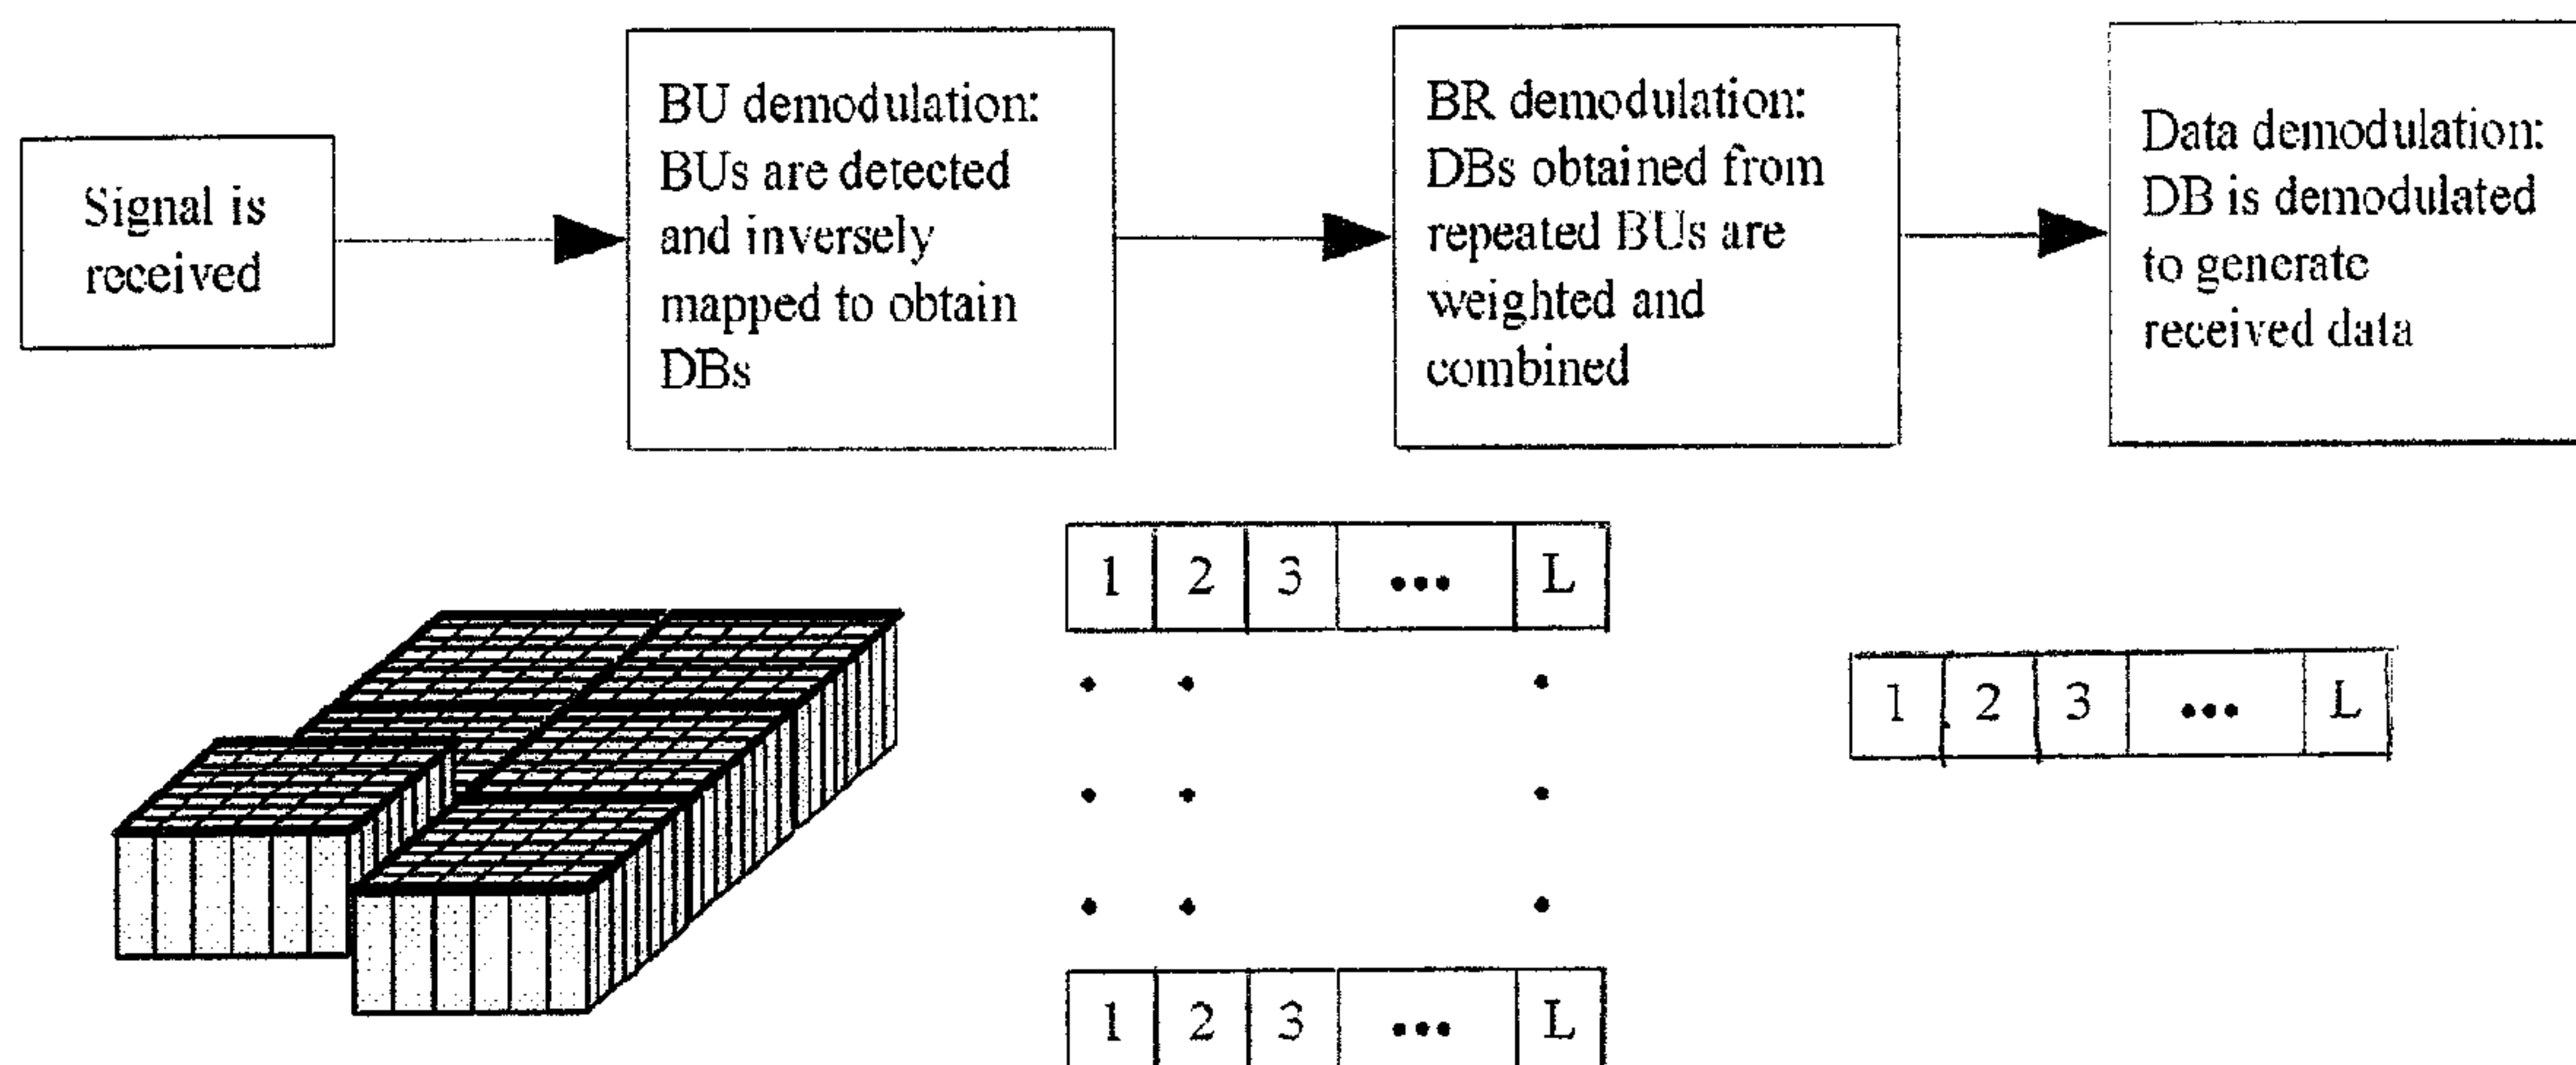 Signal is
received
BU demodulation:
BUs are detected
and inversely
mapped to obtain
DBs
BR demodulation:
DBs obtained from
repeated BUs are
weighted and
combined
Data demodulation:
DB is demodulated
to generate
received data
1 2 3 ••• L
1 2 3 ••• L
1 2 3 ••• L